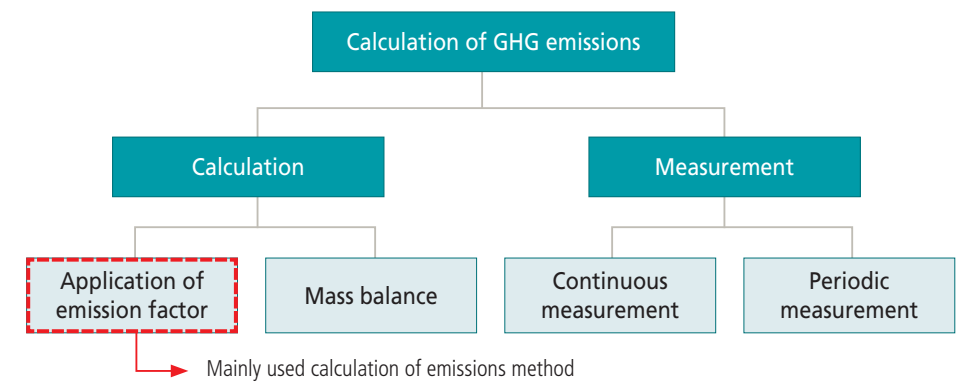 Calculation of GHG emissions
Calculation
Measurement
Application of
emission factor
Mass balance
Continuous
measurement
Periodic
measurement
Mainly used calculation of emissions method